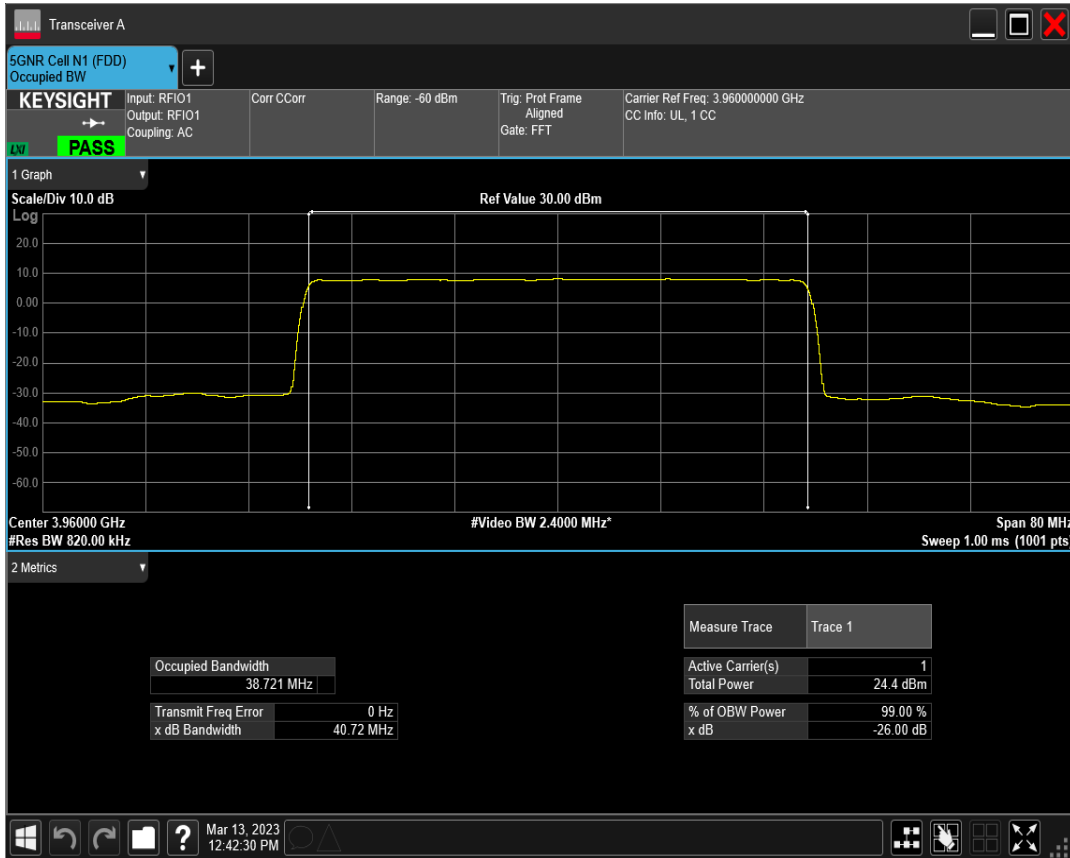 Transceiver A
5GNR Cell N1 (FDD)
Occupied BW
+
KEYSIGHT
LXI
PASS
Input: RFIO1
Output: RFIO1
Coupling: AC
Corr CCorr
Range: -60 dBm
Trig: Prot Frame
Aligned
Gate: FFT
Carrier Ref Freq: 3.960000000 GHz
CC Info: UL, 1 CC
1 Graph
Scale/Div 10.0 dB
Ref Value 30.00 dBm
Log
20.0
10.0
0.00
-10.0
-20.0
-30.0
-40.0
-50.0
-60.0
Center 3.96000 GHz
#Video BW 2.4000 MHz*
Span 80 MHz
#Res BW 820.00 kHz
Sweep 1.00 ms (1001 pts)
2 Metrics
Measure Trace Trace 1
Occupied Bandwidth
38.721 MHz
Active Carrier(s) 1
Total Power 24.4 dBm
Transmit Freq Error 0 Hz
x dB Bandwidth 40.72 MHz
% of OBW Power 99.00 %
x dB -26.00 dB
?
Mar 13, 2023
12:42:30 PM